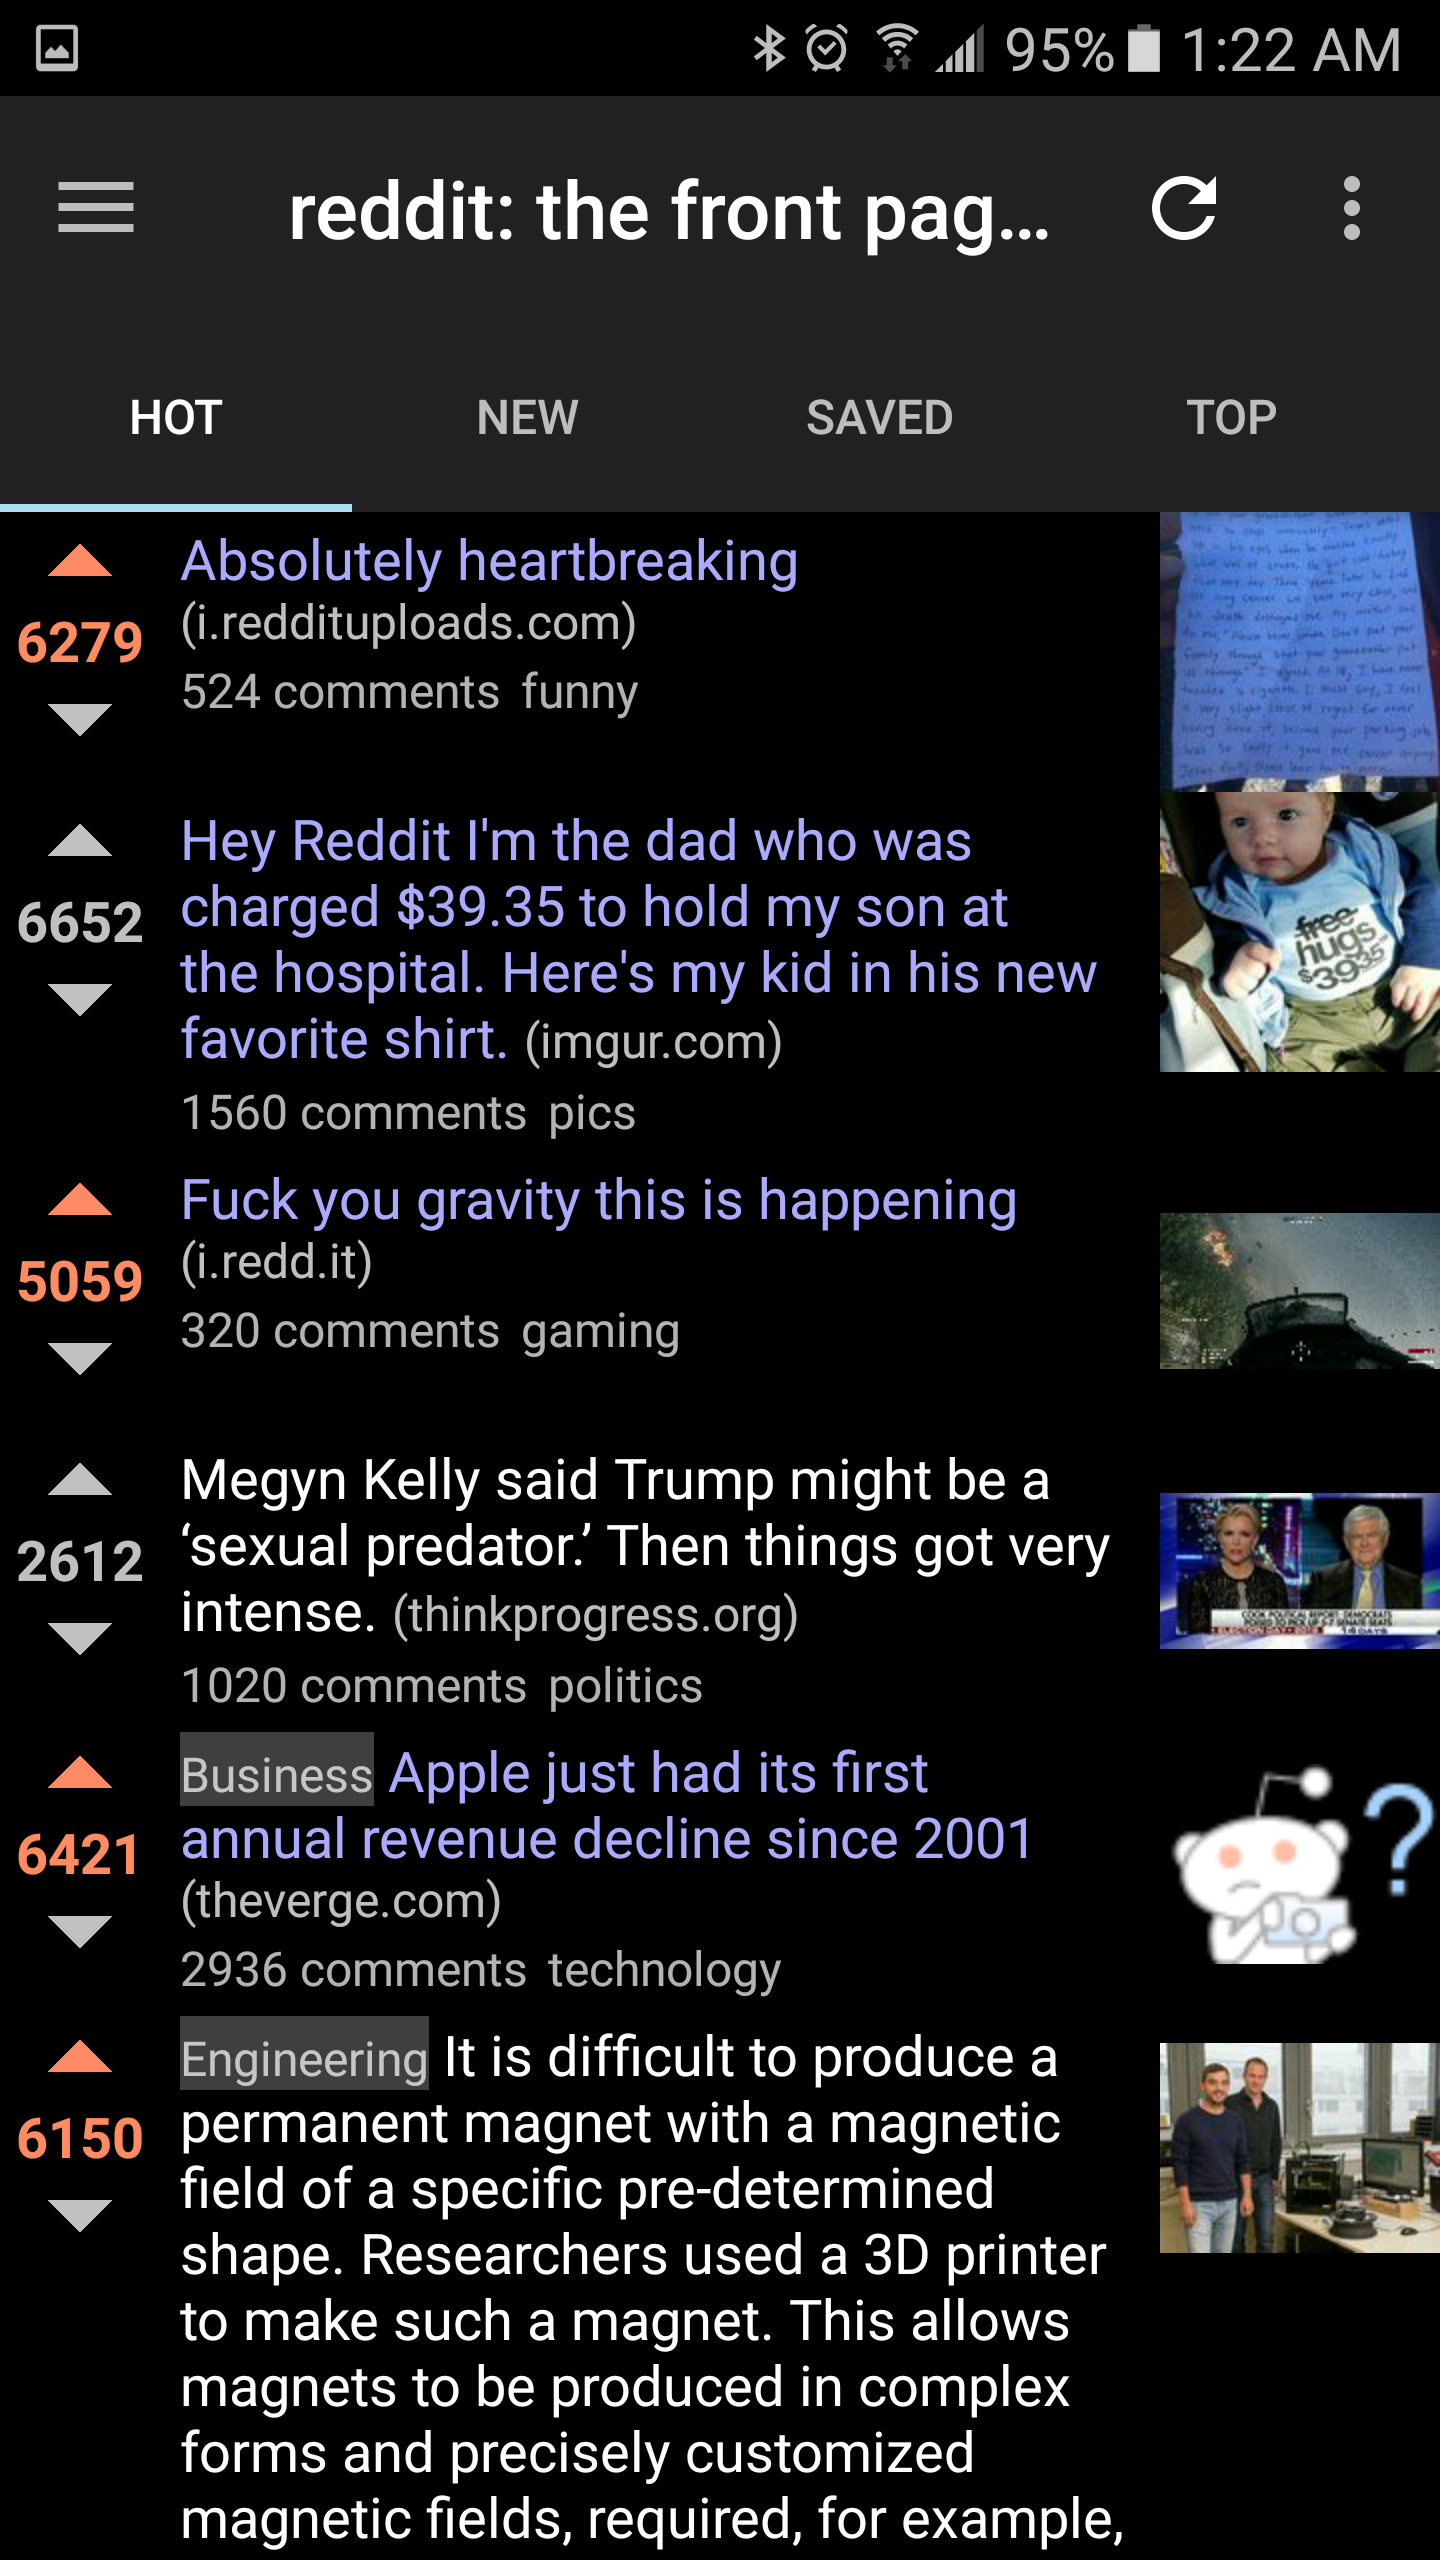 95% 1:22 AM
reddit: the front pag...
HOT NEW SAVED TOP
Absolutely heartbreaking
(i.reddituploads.com)
6279
524 comments funny
Hey Reddit I'm the dad who was
charged $39.35 to hold my son at
the hospital. Here's my kid in his new
favorite shirt. (imgur.com)
6652
1560 comments pics
free
hugs
$39.35
Fuck you gravity this is happening
(i.redd.it)
5059
320 comments gaming
Megyn Kelly said Trump might be a
‘sexual predator.’ Then things got very
intense. (thinkprogress.org)
2612
1020 comments politics
Business Apple just had its first
annual revenue decline since 2001
(theverge.com)
6421
2936 comments technology
?
Engineering It is difficult to produce a
permanent magnet with a magnetic
field of a specific pre-determined
shape. Researchers used a 3D printer
to make such a magnet. This allows
magnets to be produced in complex
forms and precisely customized
magnetic fields, required, for example,
6150